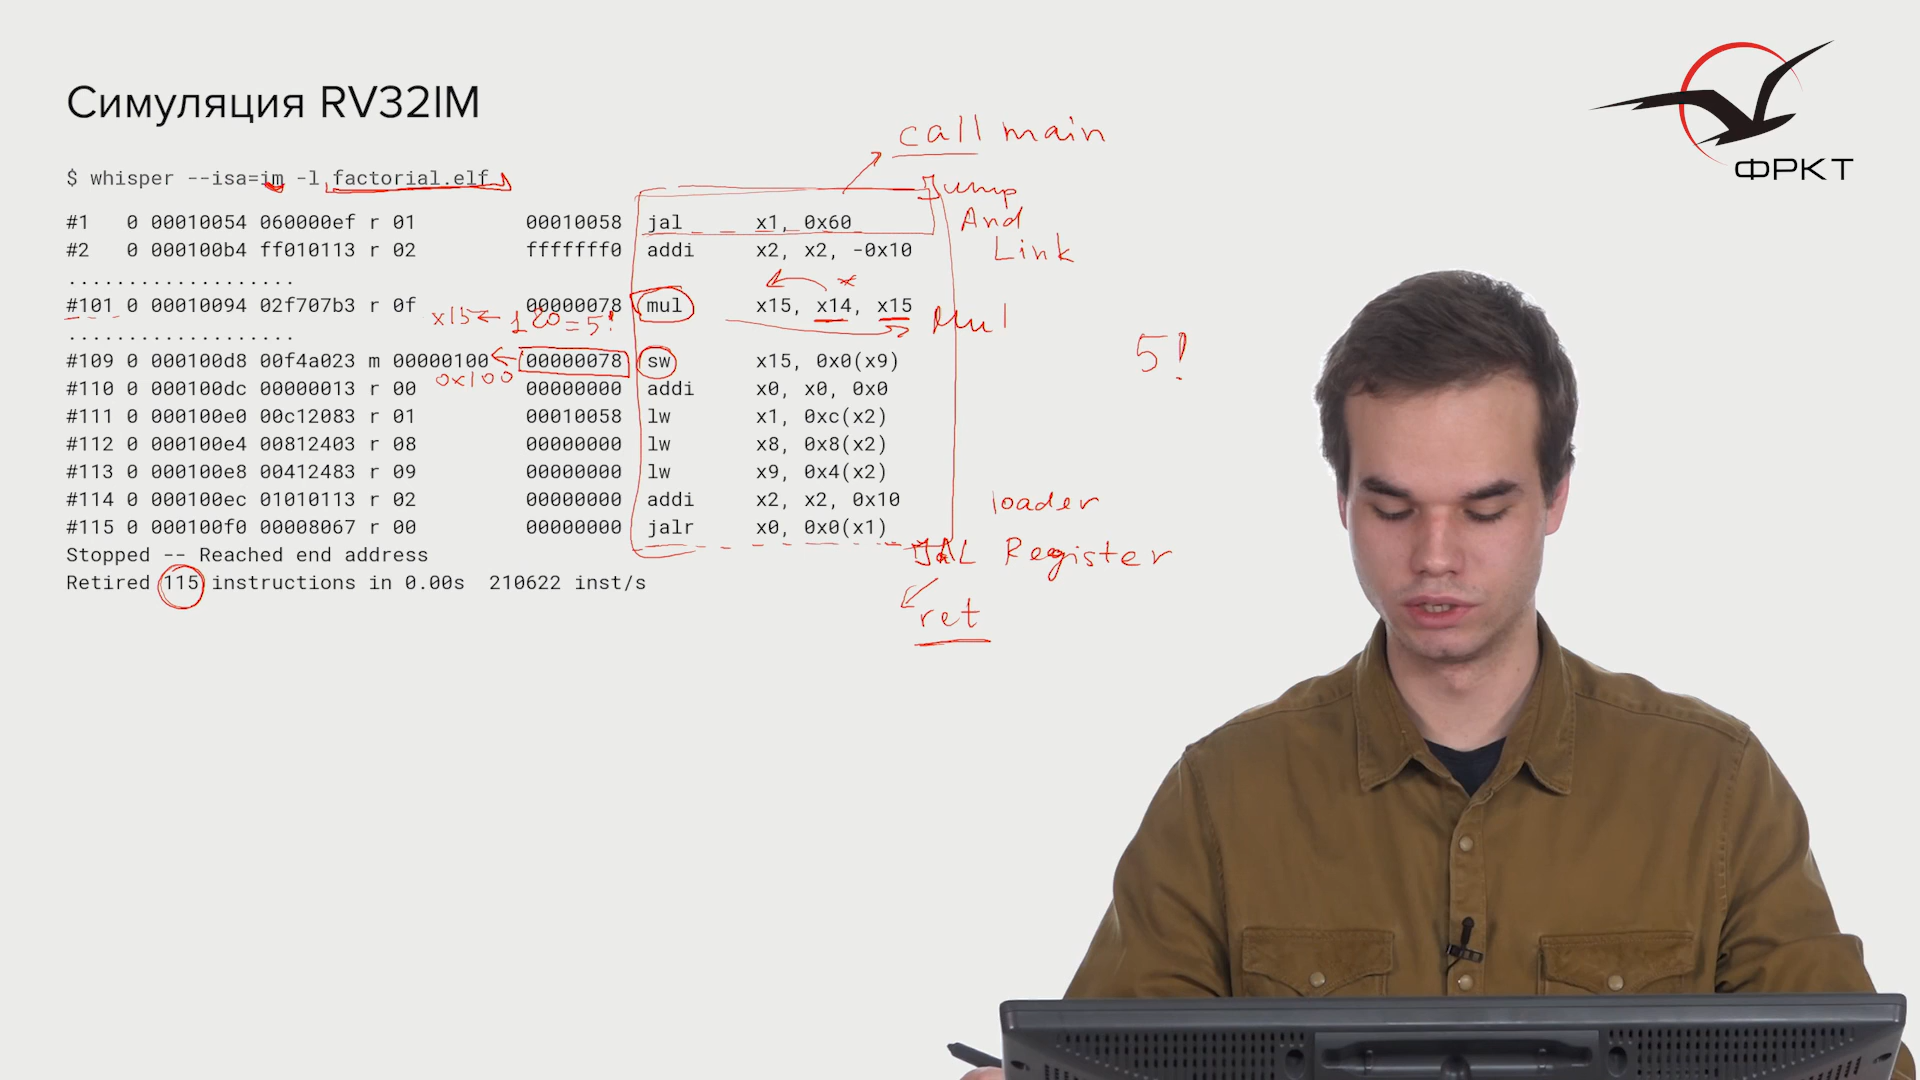 Симуляция RV32IM
ФРКТ
call main
$ whisper --isa=im -l factorial.elf
Jump
And
Link
#1 0 00010054 060000ef r 01 00010058 jal x1, 0x60
#2 0 000100b4 ff010113 r 02 fffffff0 addi x2, x2, -0x10
...................
*
#101 0 00010094 02f707b3 r 0f 00000078 mul x15, x14, x15
x15 ← 120 = 5!
Mul
5!
...................
#109 0 000100d8 00f4a023 m 00000100 00000078 sw x15, 0x0(x9)
0x100
#110 0 000100dc 00000013 r 00 00000000 addi x0, x0, 0x0
#111 0 000100e0 00c12083 r 01 00010058 lw x1, 0xc(x2)
#112 0 000100e4 00812403 r 08 00000000 lw x8, 0x8(x2)
#113 0 000100e8 00412483 r 09 00000000 lw x9, 0x4(x2)
#114 0 000100ec 01010113 r 02 00000000 addi x2, x2, 0x10
loader
#115 0 000100f0 00008067 r 00 00000000 jalr x0, 0x0(x1)
Stopped -- Reached end address
JAL Register
Retired 115 instructions in 0.00s 210622 inst/s
ret